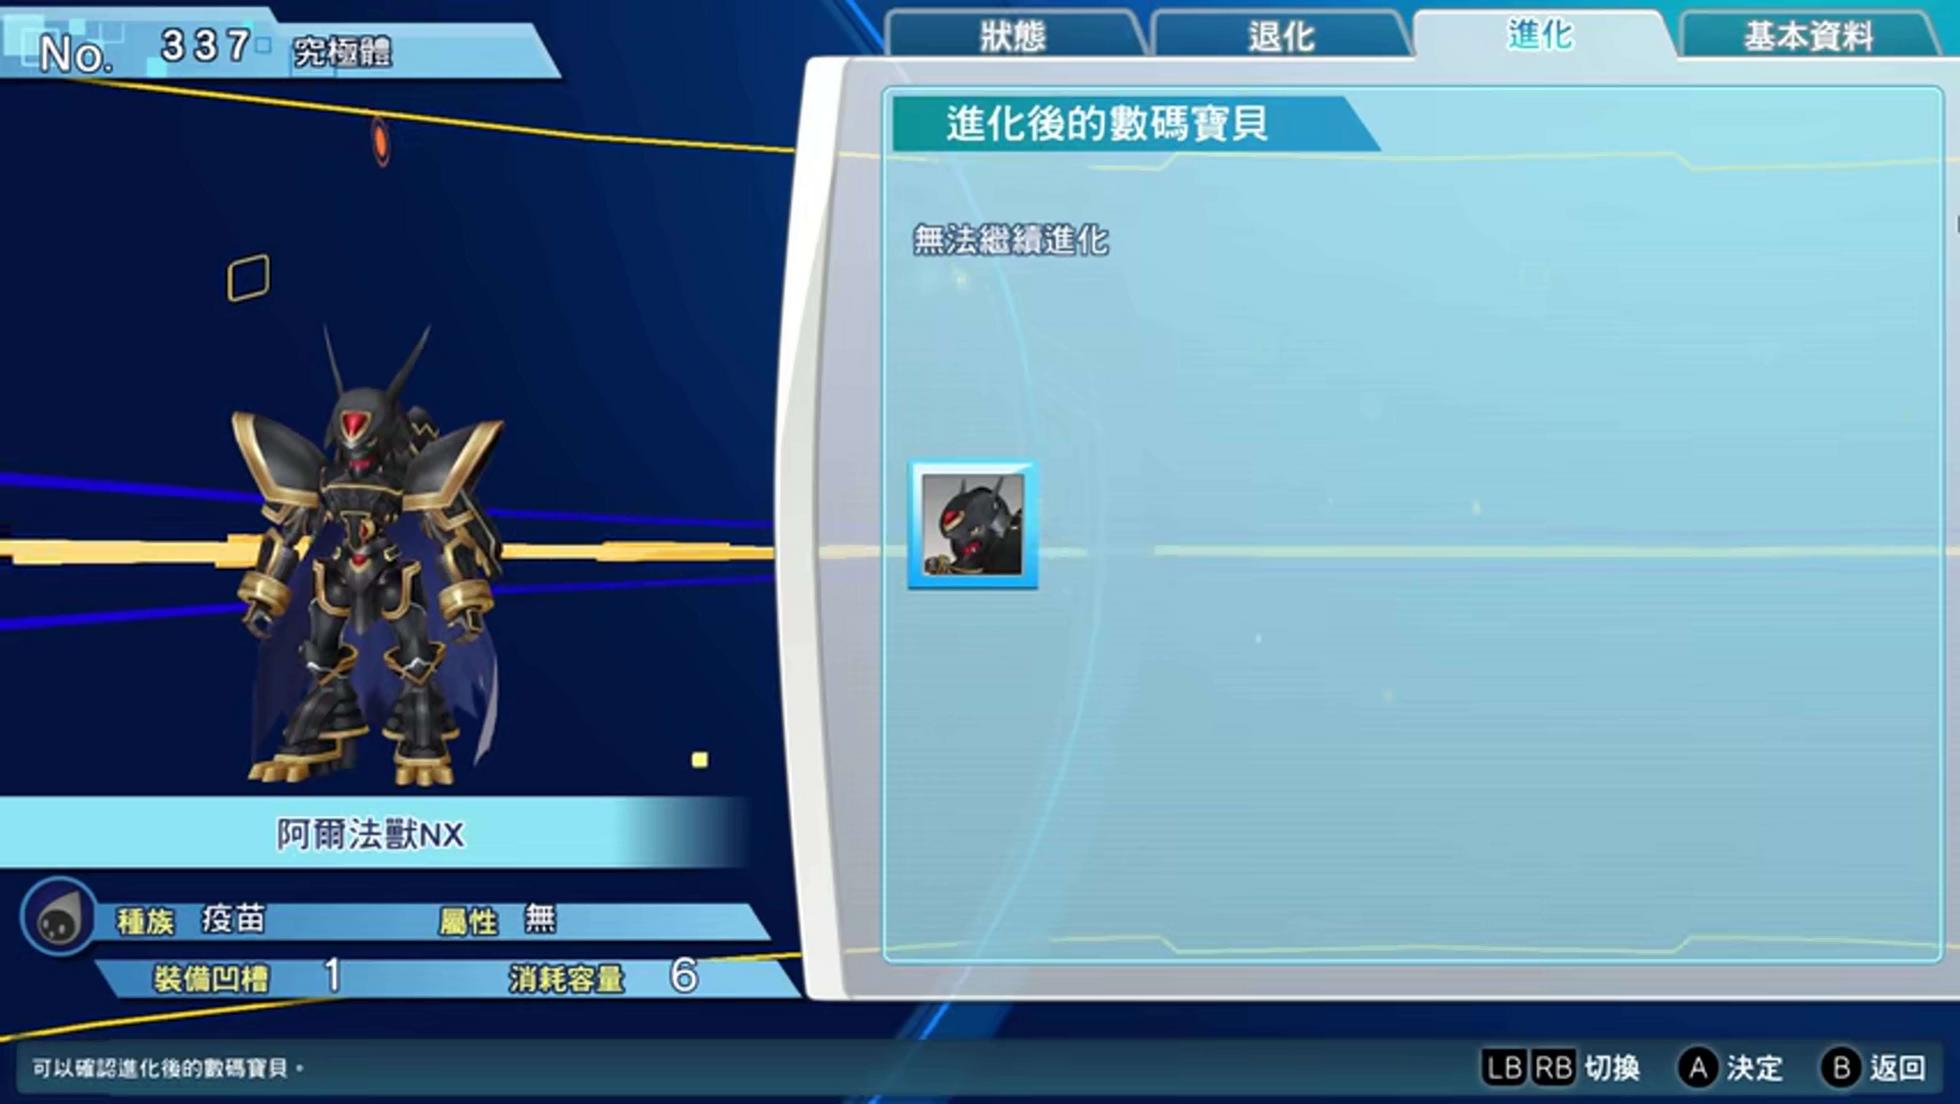 No. 337 究極體
狀態 退化 進化 基本資料
進化後的數碼寶貝
無法繼續進化
阿爾法獸NX
種族 疫苗 屬性 無
裝備凹槽 1 消耗容量 6
可以確認進化後的數碼寶貝。
LB RB 切換 A 決定 B 返回